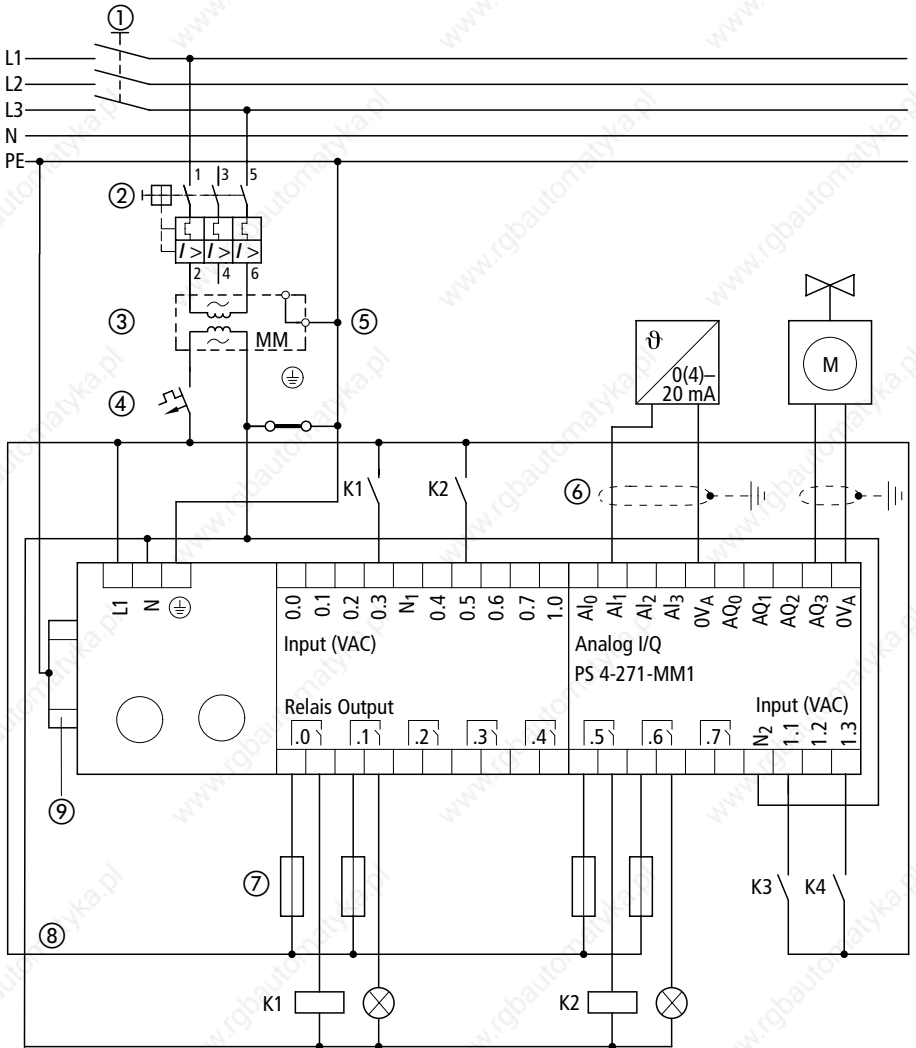 ①
L1
L2
L3
N
PE
② 1 3 5
I > I > I >
2 4 6
③ MM ⑤
④
ϑ
0(4)–
20 mA
M
K1 K2 ⑥
L1 N 0.0 0.1 0.2 0.3 N1 0.4 0.5 0.6 0.7 1.0 AI0 AI1 AI2 AI3 0VA AQ0 AQ1 AQ2 AQ3 0VA
Input (VAC) Analog I/Q
PS 4-271-MM1
Relais Output Input (VAC)
.0 .1 .2 .3 .4 .5 .6 .7 N2 1.1 1.2 1.3
⑨
⑦ K3 K4
⑧
K1 K2
www.rgbautomatyka.pl